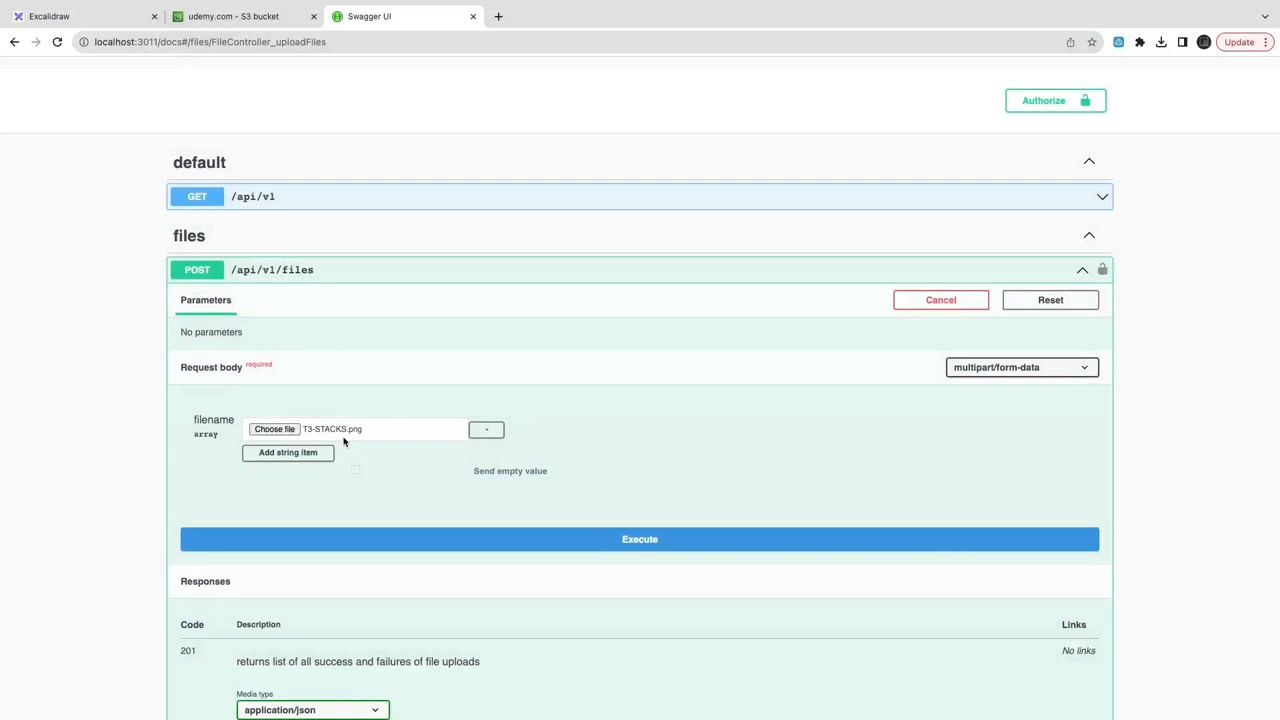 Excalidraw
udemy.com - S3 bucket
Swagger UI
localhost:3011/docs#/files/FileController_uploadFiles
Update
Authorize
default
GET /api/v1
files
POST /api/v1/files
Parameters
Cancel
Reset
No parameters
Request body required
multipart/form-data
filename
array
Choose file T3-STACKS.png
-
Add string item
Send empty value
Execute
Responses
Code Description Links
201 No links
returns list of all success and failures of file uploads
Media type
application/json